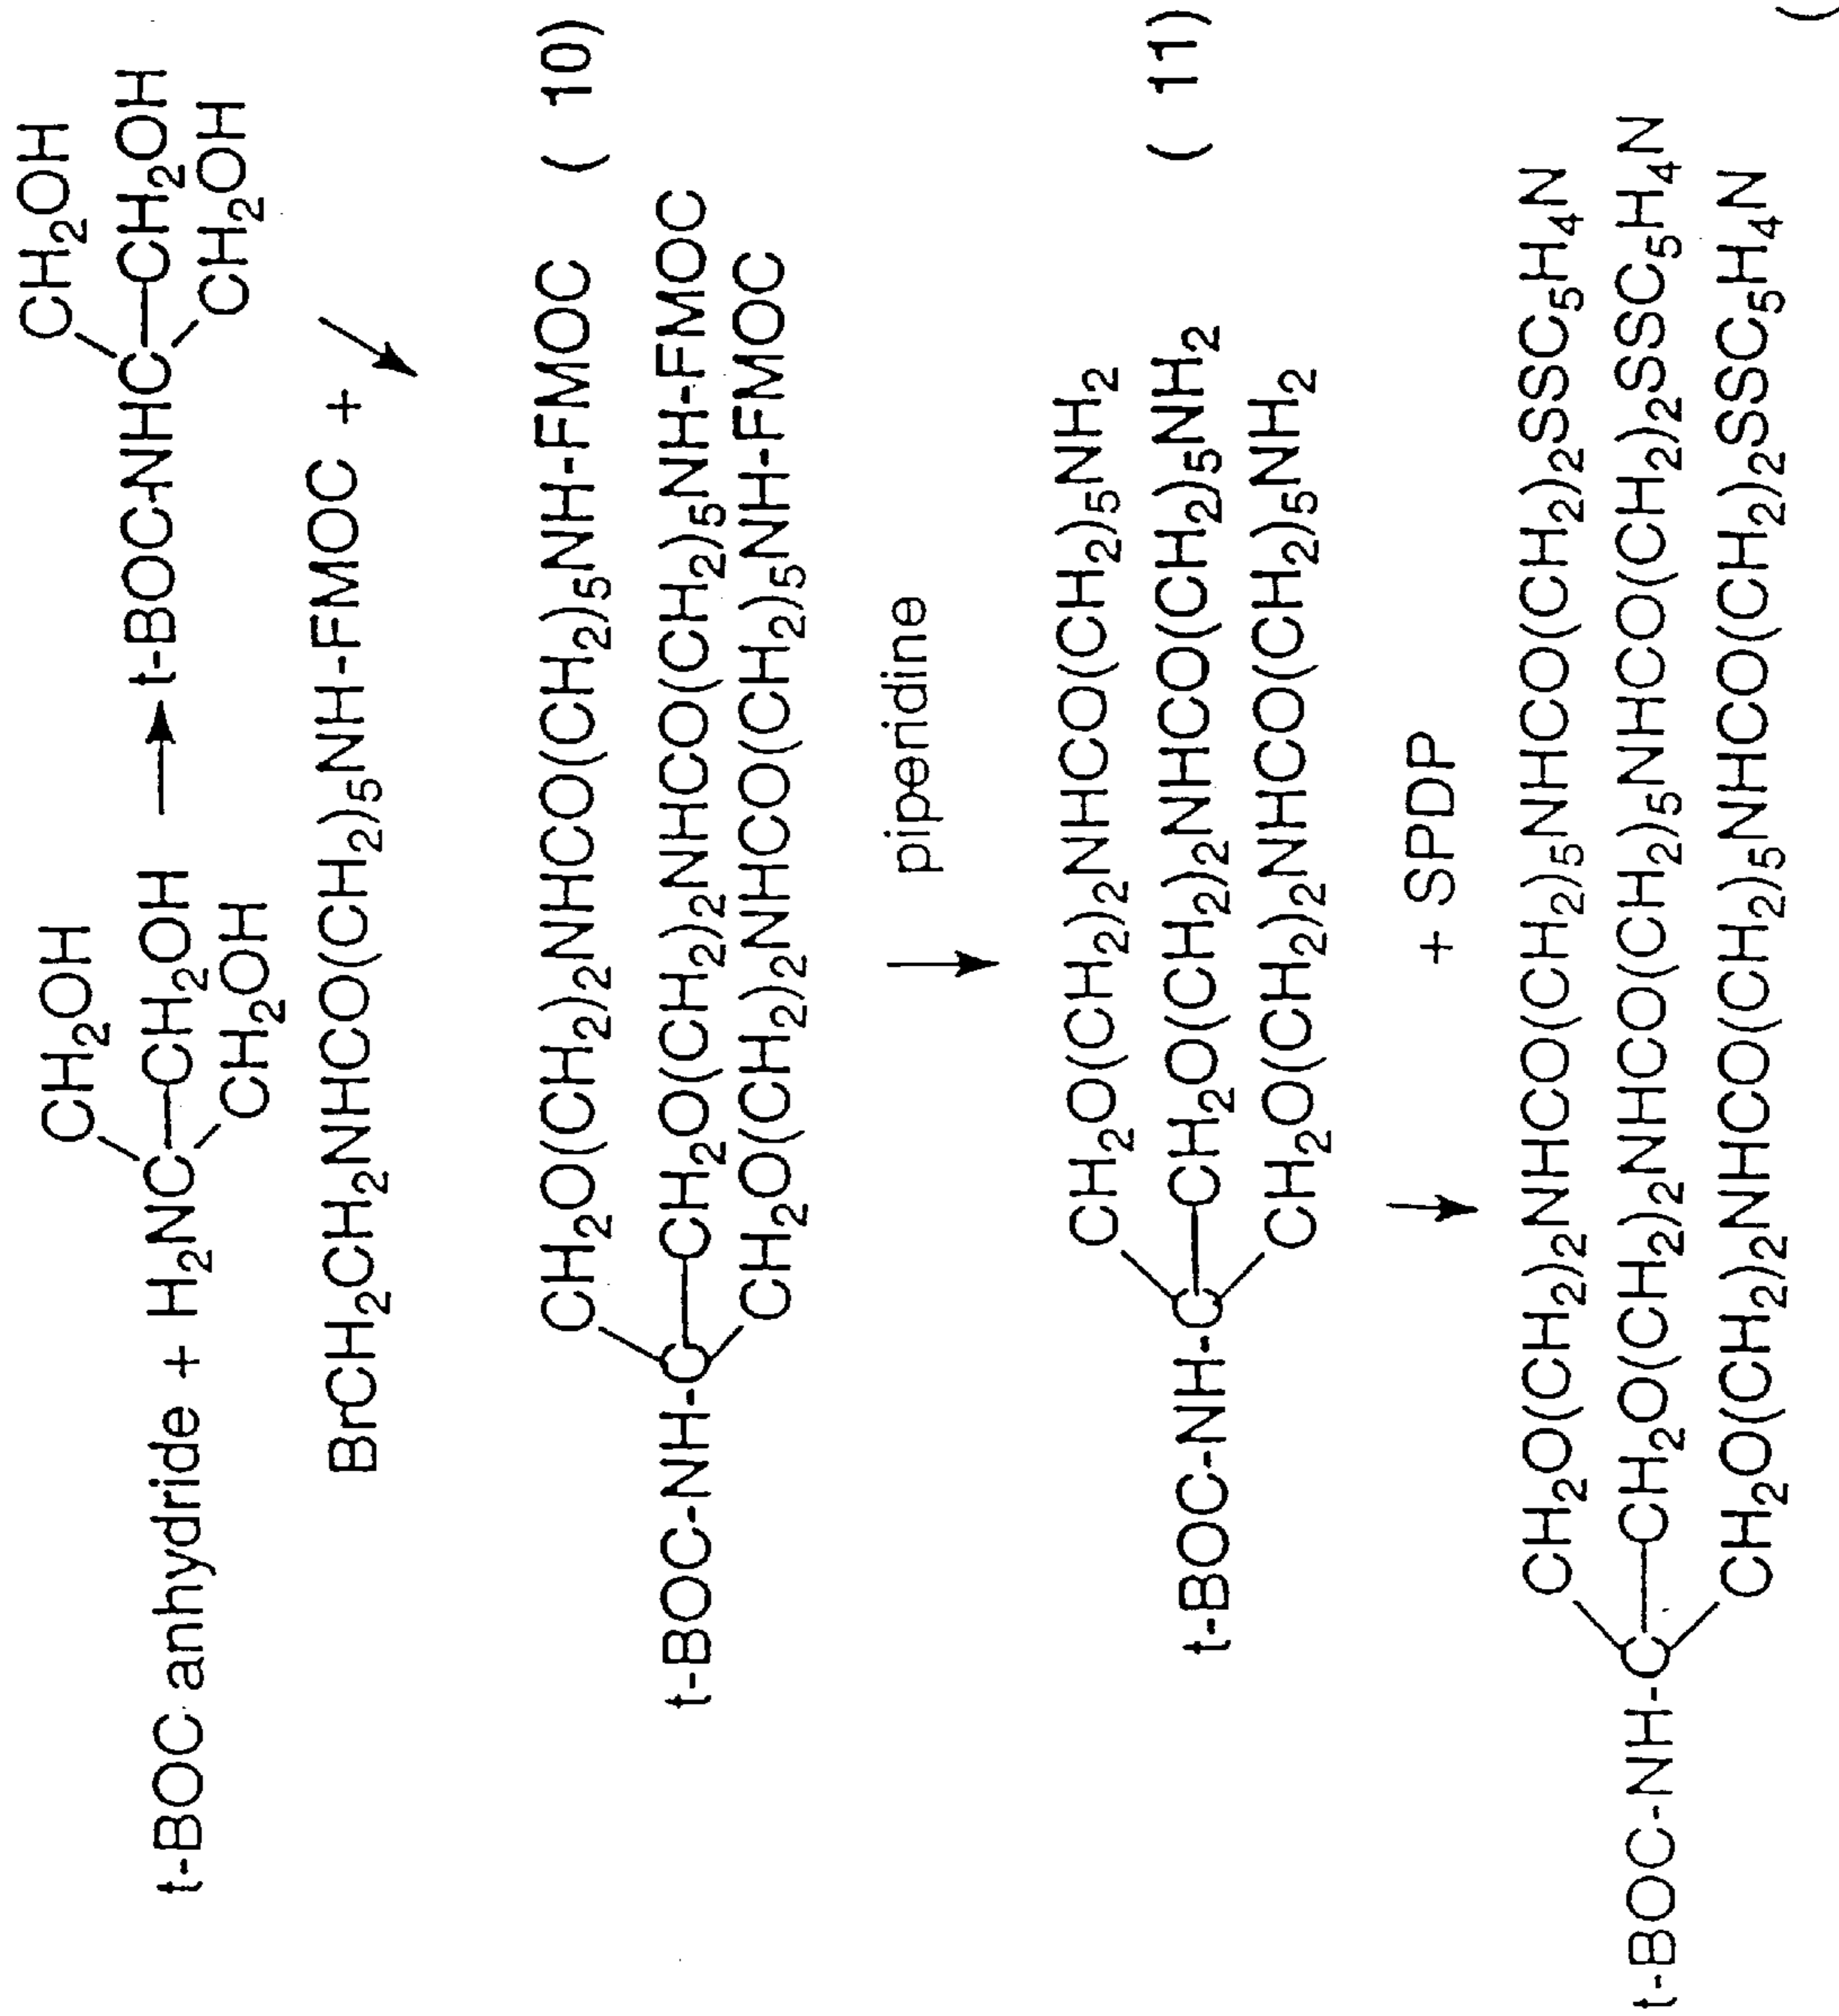 CH₂OH CH₂OH
t-BOC anhydride + H₂NC—CH₂OH → t-BOC-NHC—CH₂OH
CH₂OH CH₂OH
BrCH₂CH₂NHCO(CH₂)₅NH-FMOC +
CH₂O(CH₂)₂NHCO(CH₂)₅NH-FMOC ( 10)
t-BOC-NH-C—CH₂O(CH₂)₂NHCO(CH₂)₅NH-FMOC
CH₂O(CH₂)₂NHCO(CH₂)₅NH-FMOC
piperidine
CH₂O(CH₂)₂NHCO(CH₂)₅NH₂
t-BOC-NH-C—CH₂O(CH₂)₂NHCO(CH₂)₅NH₂ ( 11)
CH₂O(CH₂)₂NHCO(CH₂)₅NH₂
+ SPDP
CH₂O(CH₂)₂NHCO(CH₂)₅NHCO(CH₂)₂SSC₅H₄N
t-BOC-NH-C—CH₂O(CH₂)₂NHCO(CH₂)₅NHCO(CH₂)₂SSC₅H₄N
CH₂O(CH₂)₂NHCO(CH₂)₅NHCO(CH₂)₂SSC₅H₄N
(